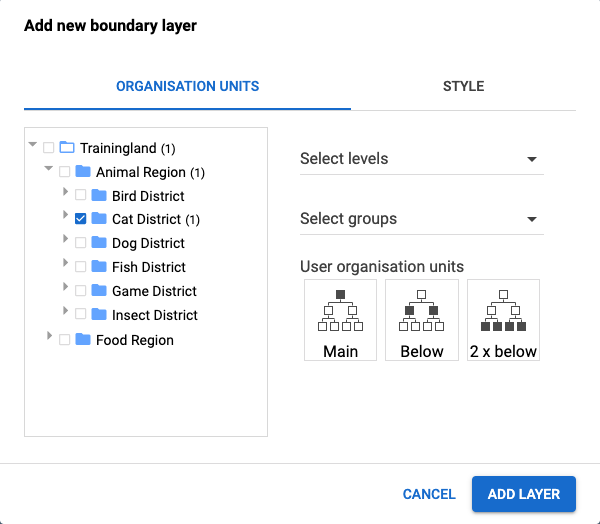 Add new boundary layer
ORGANISATION UNITS
STYLE
Trainingland (1)
Animal Region (1)
Bird District
Cat District (1)
Dog District
Fish District
Game District
Insect District
Food Region
Select levels
Select groups
User organisation units
Main
Below
2 x below
CANCEL
ADD LAYER